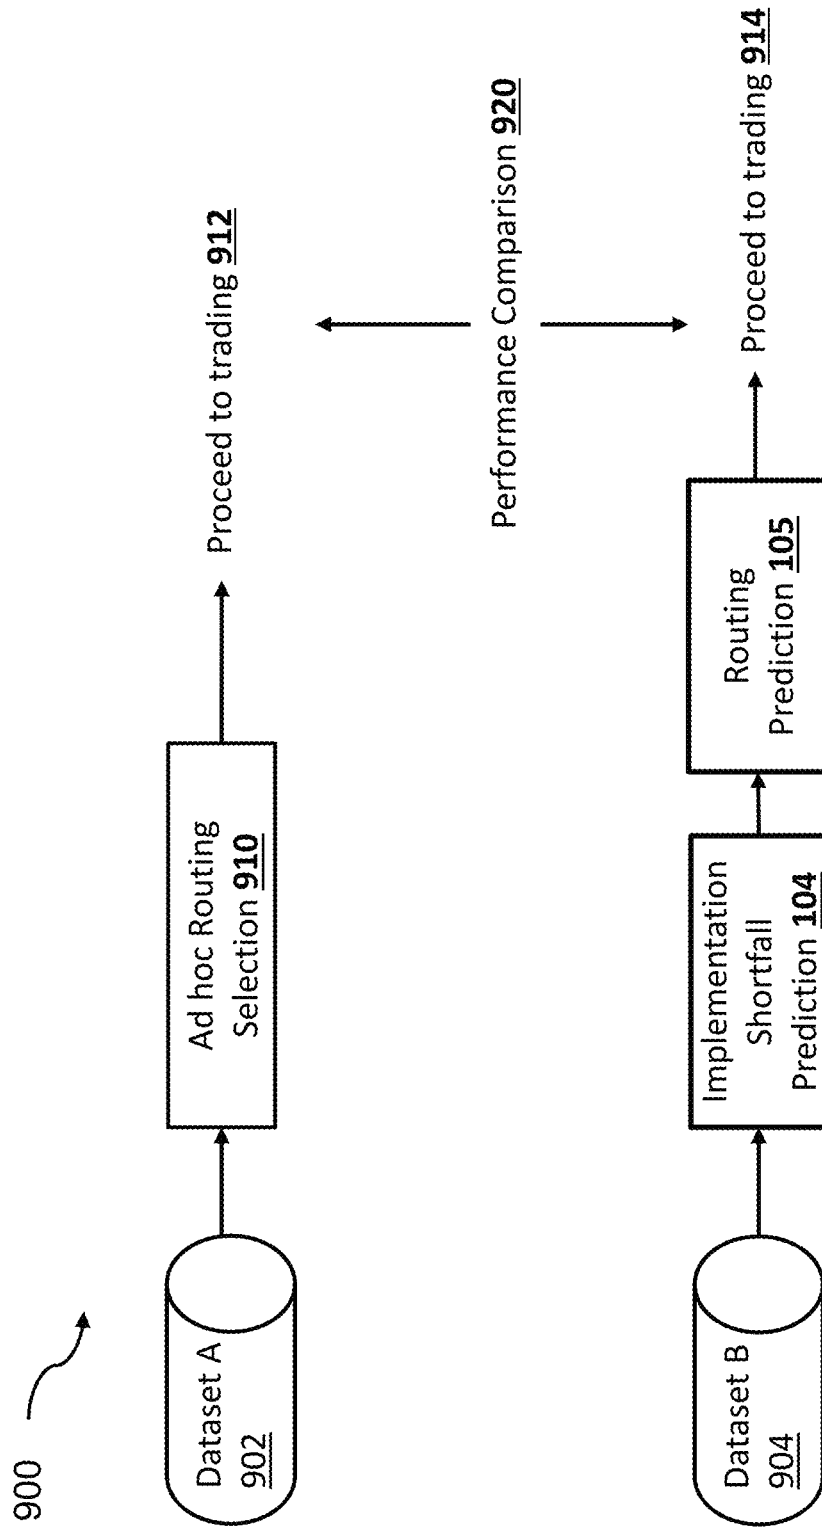 900
Dataset A
902
Ad hoc Routing
Selection 910
Proceed to trading 912
Performance Comparison 920
Dataset B
904
Implementation
Shortfall
Prediction 104
Routing
Prediction 105
Proceed to trading 914